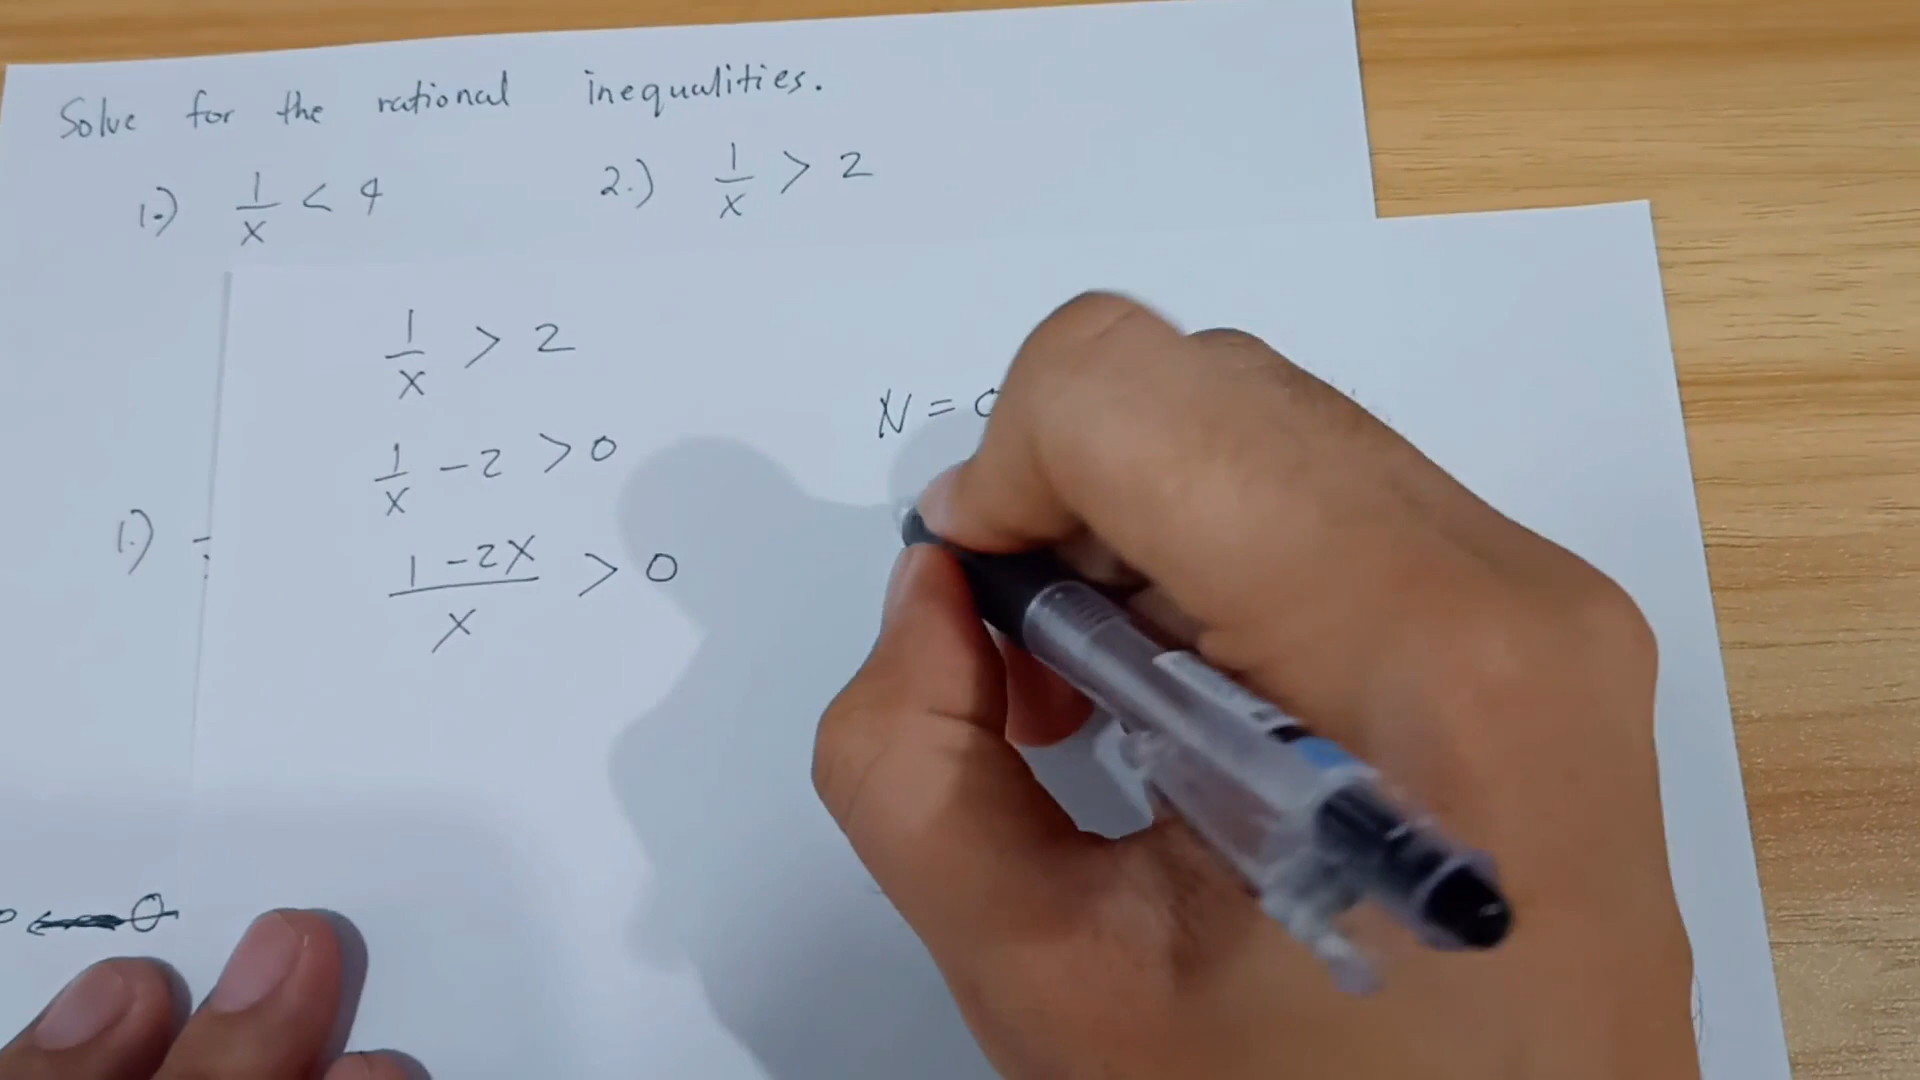 Solve for the rational inequalities.
1.) 1/x < 4 2.) 1/x > 2
1/x > 2
N =
1/x - 2 > 0
1.)
1-2x/x > 0